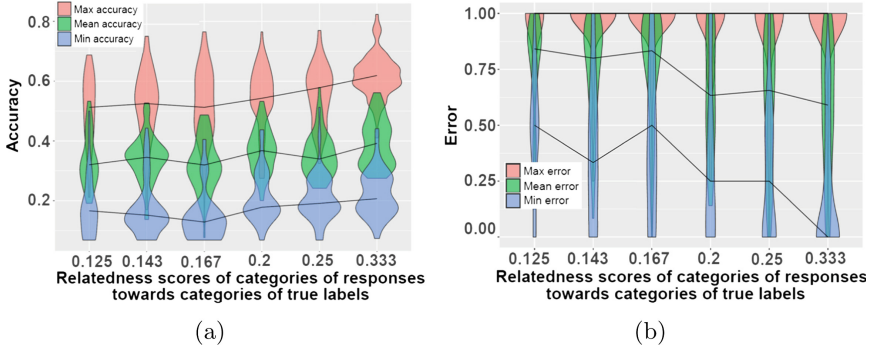 Max accuracy
Mean accuracy
Min accuracy
0.8
0.6
0.4
0.2
Accuracy
0.125 0.143 0.167 0.2 0.25 0.333
Relatedness scores of categories of responses
towards categories of true labels
(a)
1.00
0.75
0.50
0.25
0.00
Error
Max error
Mean error
Min error
0.125 0.143 0.167 0.2 0.25 0.333
Relatedness scores of categories of responses
towards categories of true labels
(b)